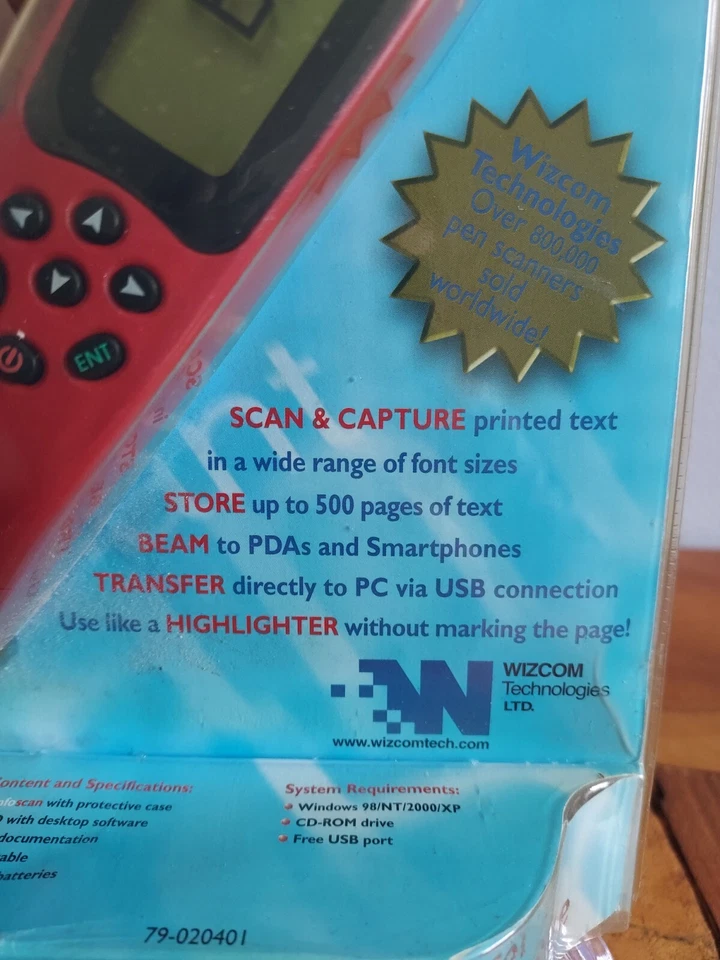 Wizcom
Technologies
Over 800,000
pen scanners
sold
worldwide!
ENT
SCAN & CAPTURE printed text
in a wide range of font sizes
STORE up to 500 pages of text
BEAM to PDAs and Smartphones
TRANSFER directly to PC via USB connection
Use like a HIGHLIGHTER without marking the page!
WIZCOM
Technologies
LTD.
www.wizcomtech.com
and Specifications:
with protective case
with desktop software
documentation
batteries
System Requirements:
Windows 98/NT/2000/XP
CD-ROM drive
Free USB port
79-020401